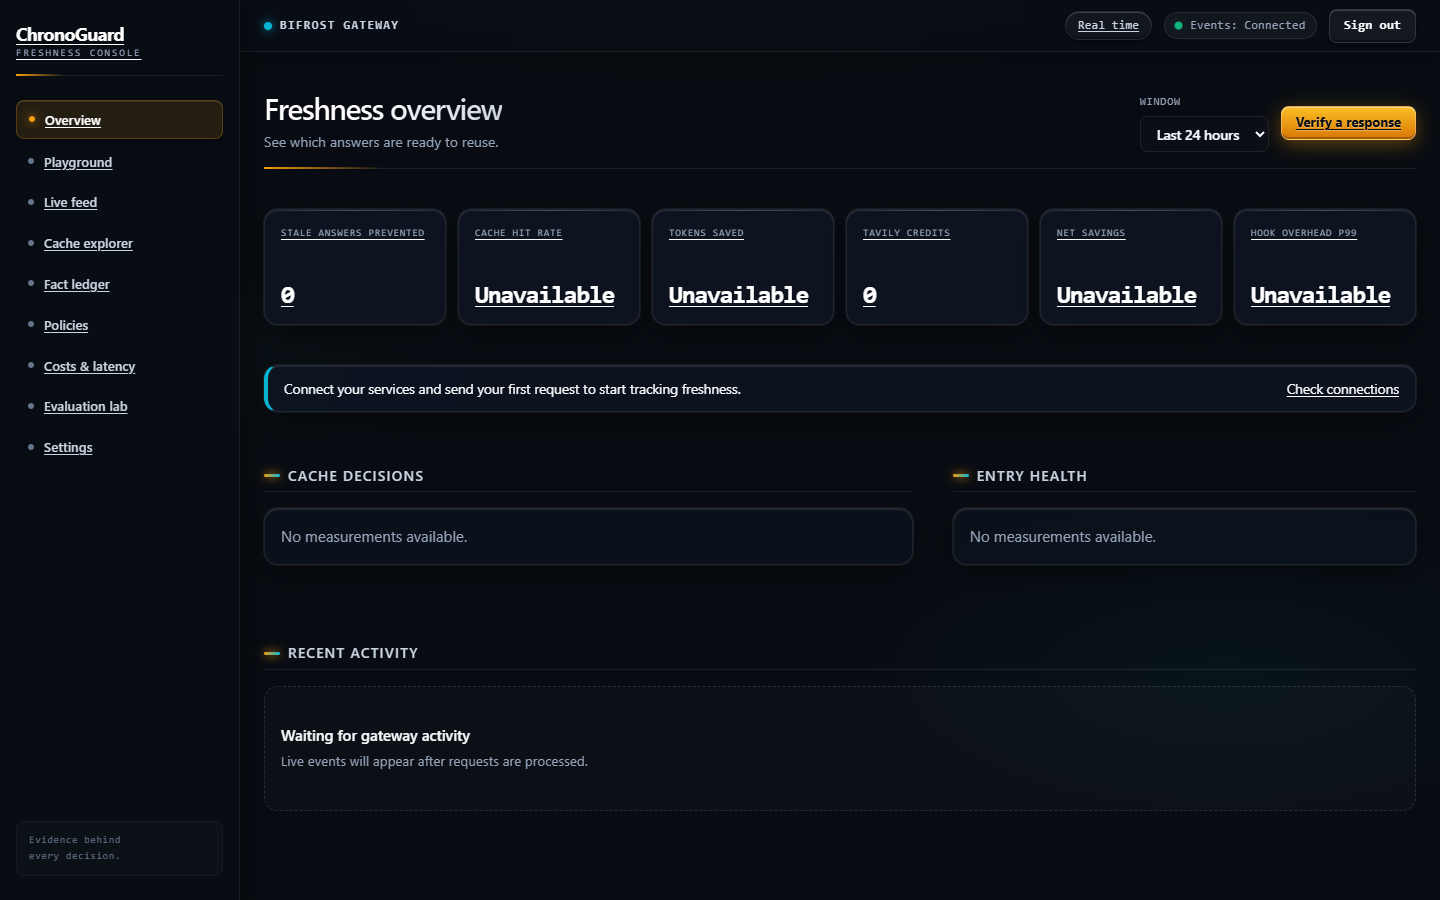 ChronoGuard
FRESHNESS CONSOLE
Overview
Playground
Live feed
Cache explorer
Fact ledger
Policies
Costs & latency
Evaluation lab
Settings
Evidence behind
every decision.
BIFROST GATEWAY
Real time
Events: Connected
Sign out
Freshness overview
See which answers are ready to reuse.
WINDOW
Last 24 hours
Verify a response
STALE ANSWERS PREVENTED
0
CACHE HIT RATE
Unavailable
TOKENS SAVED
Unavailable
TAVILY CREDITS
0
NET SAVINGS
Unavailable
HOOK OVERHEAD P99
Unavailable
Connect your services and send your first request to start tracking freshness.
Check connections
CACHE DECISIONS
No measurements available.
ENTRY HEALTH
No measurements available.
RECENT ACTIVITY
Waiting for gateway activity
Live events will appear after requests are processed.